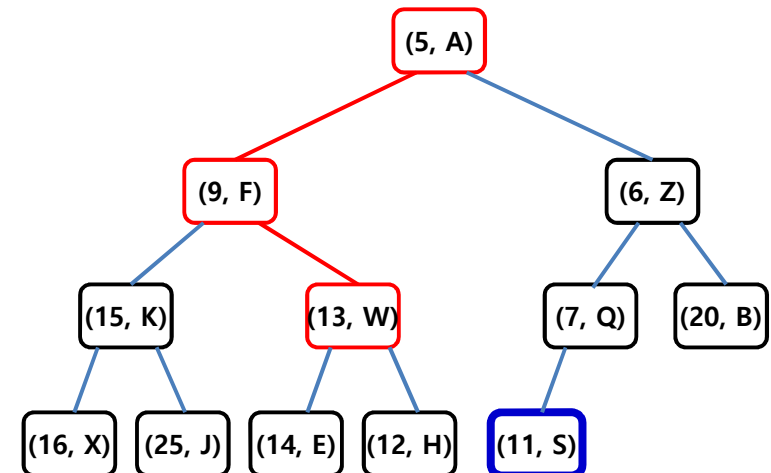 (5, A)
(9, F)
(6, Z)
(15, K)
(13, W)
(7, Q)
(20, B)
(16, X)
(25, J)
(14, E)
(12, H)
(11, S)